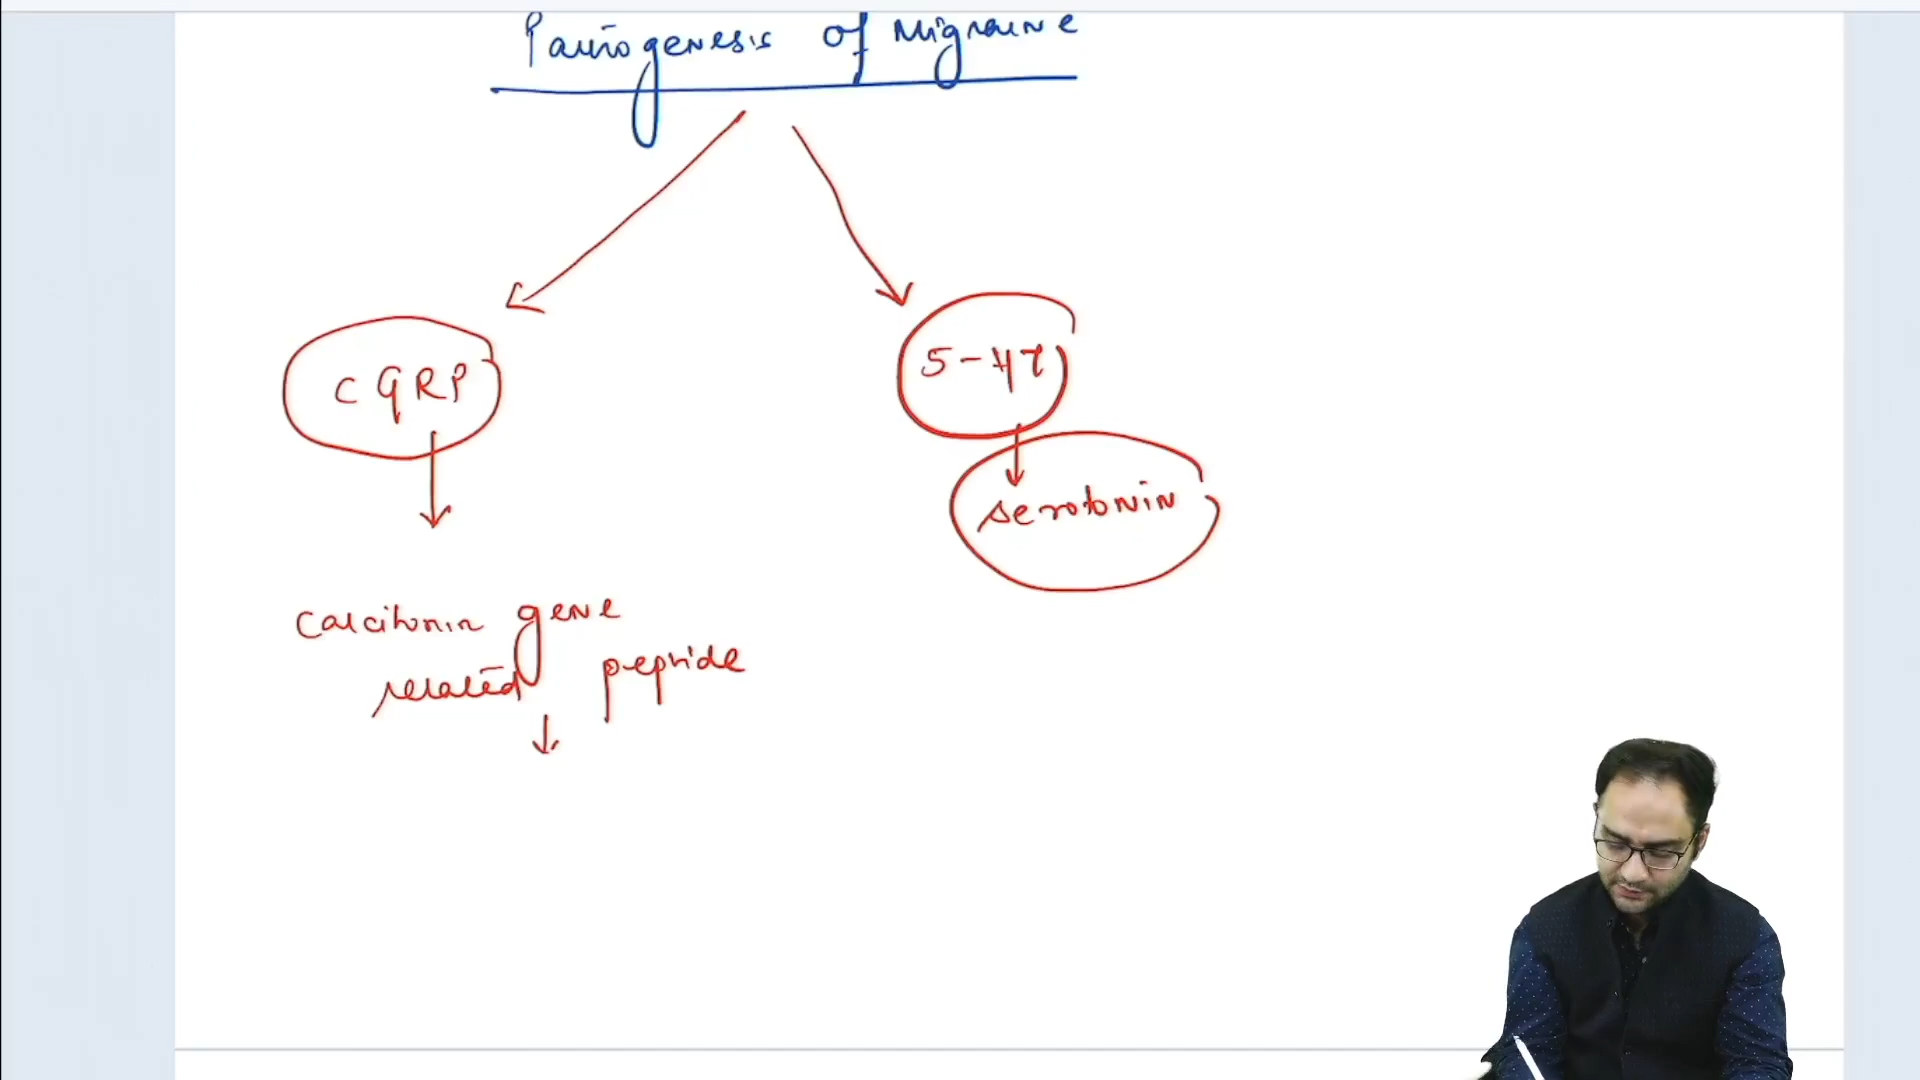 Pathogenesis of Migraine
CGRP
5-HT
serotonin
calcitonin gene
related peptide